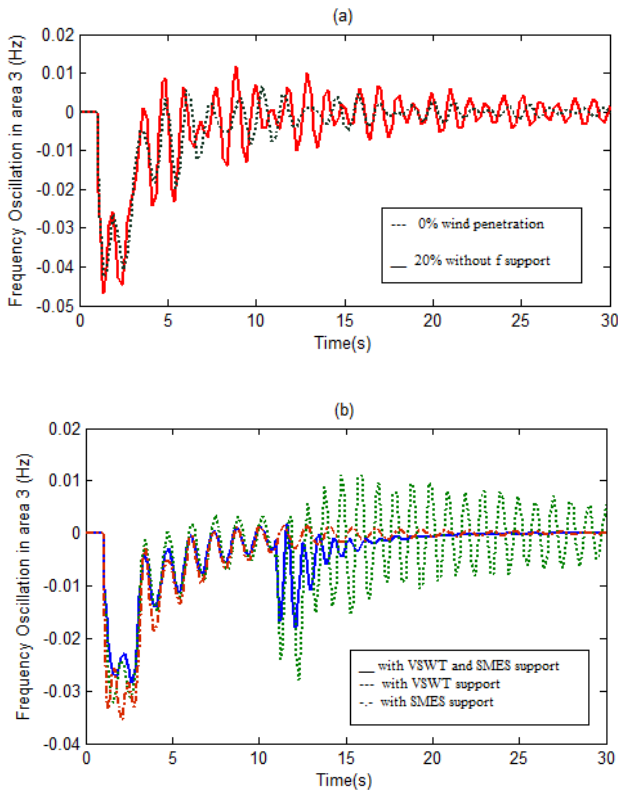 (a)
0.02
0.01
0
-0.01
-0.02
-0.03
-0.04
-0.05
Frequency Oscillation in area 3 (Hz)
0% wind penetration
20% without f support
0 5 10 15 20 25 30
Time(s)
(b)
0.02
0.01
0
-0.01
-0.02
-0.03
-0.04
Frequency Oscillation in area 3 (Hz)
with VSWT and SMES support
with VSWT support
with SMES support
0 5 10 15 20 25 30
Time(s)